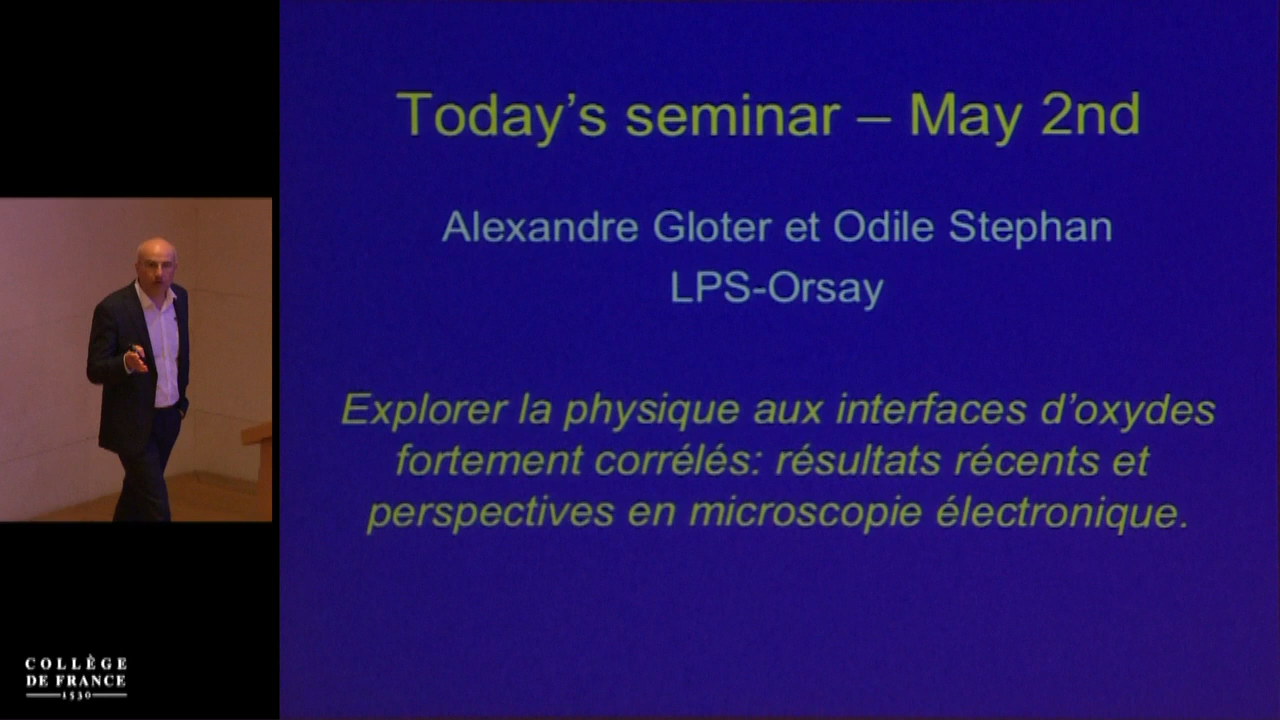 Today's seminar – May 2nd
Alexandre Gloter et Odile Stephan
LPS-Orsay
Explorer la physique aux interfaces d'oxydes
fortement corrélés: résultats récents et
perspectives en microscopie électronique.
COLLÈGE
DE FRANCE
1530